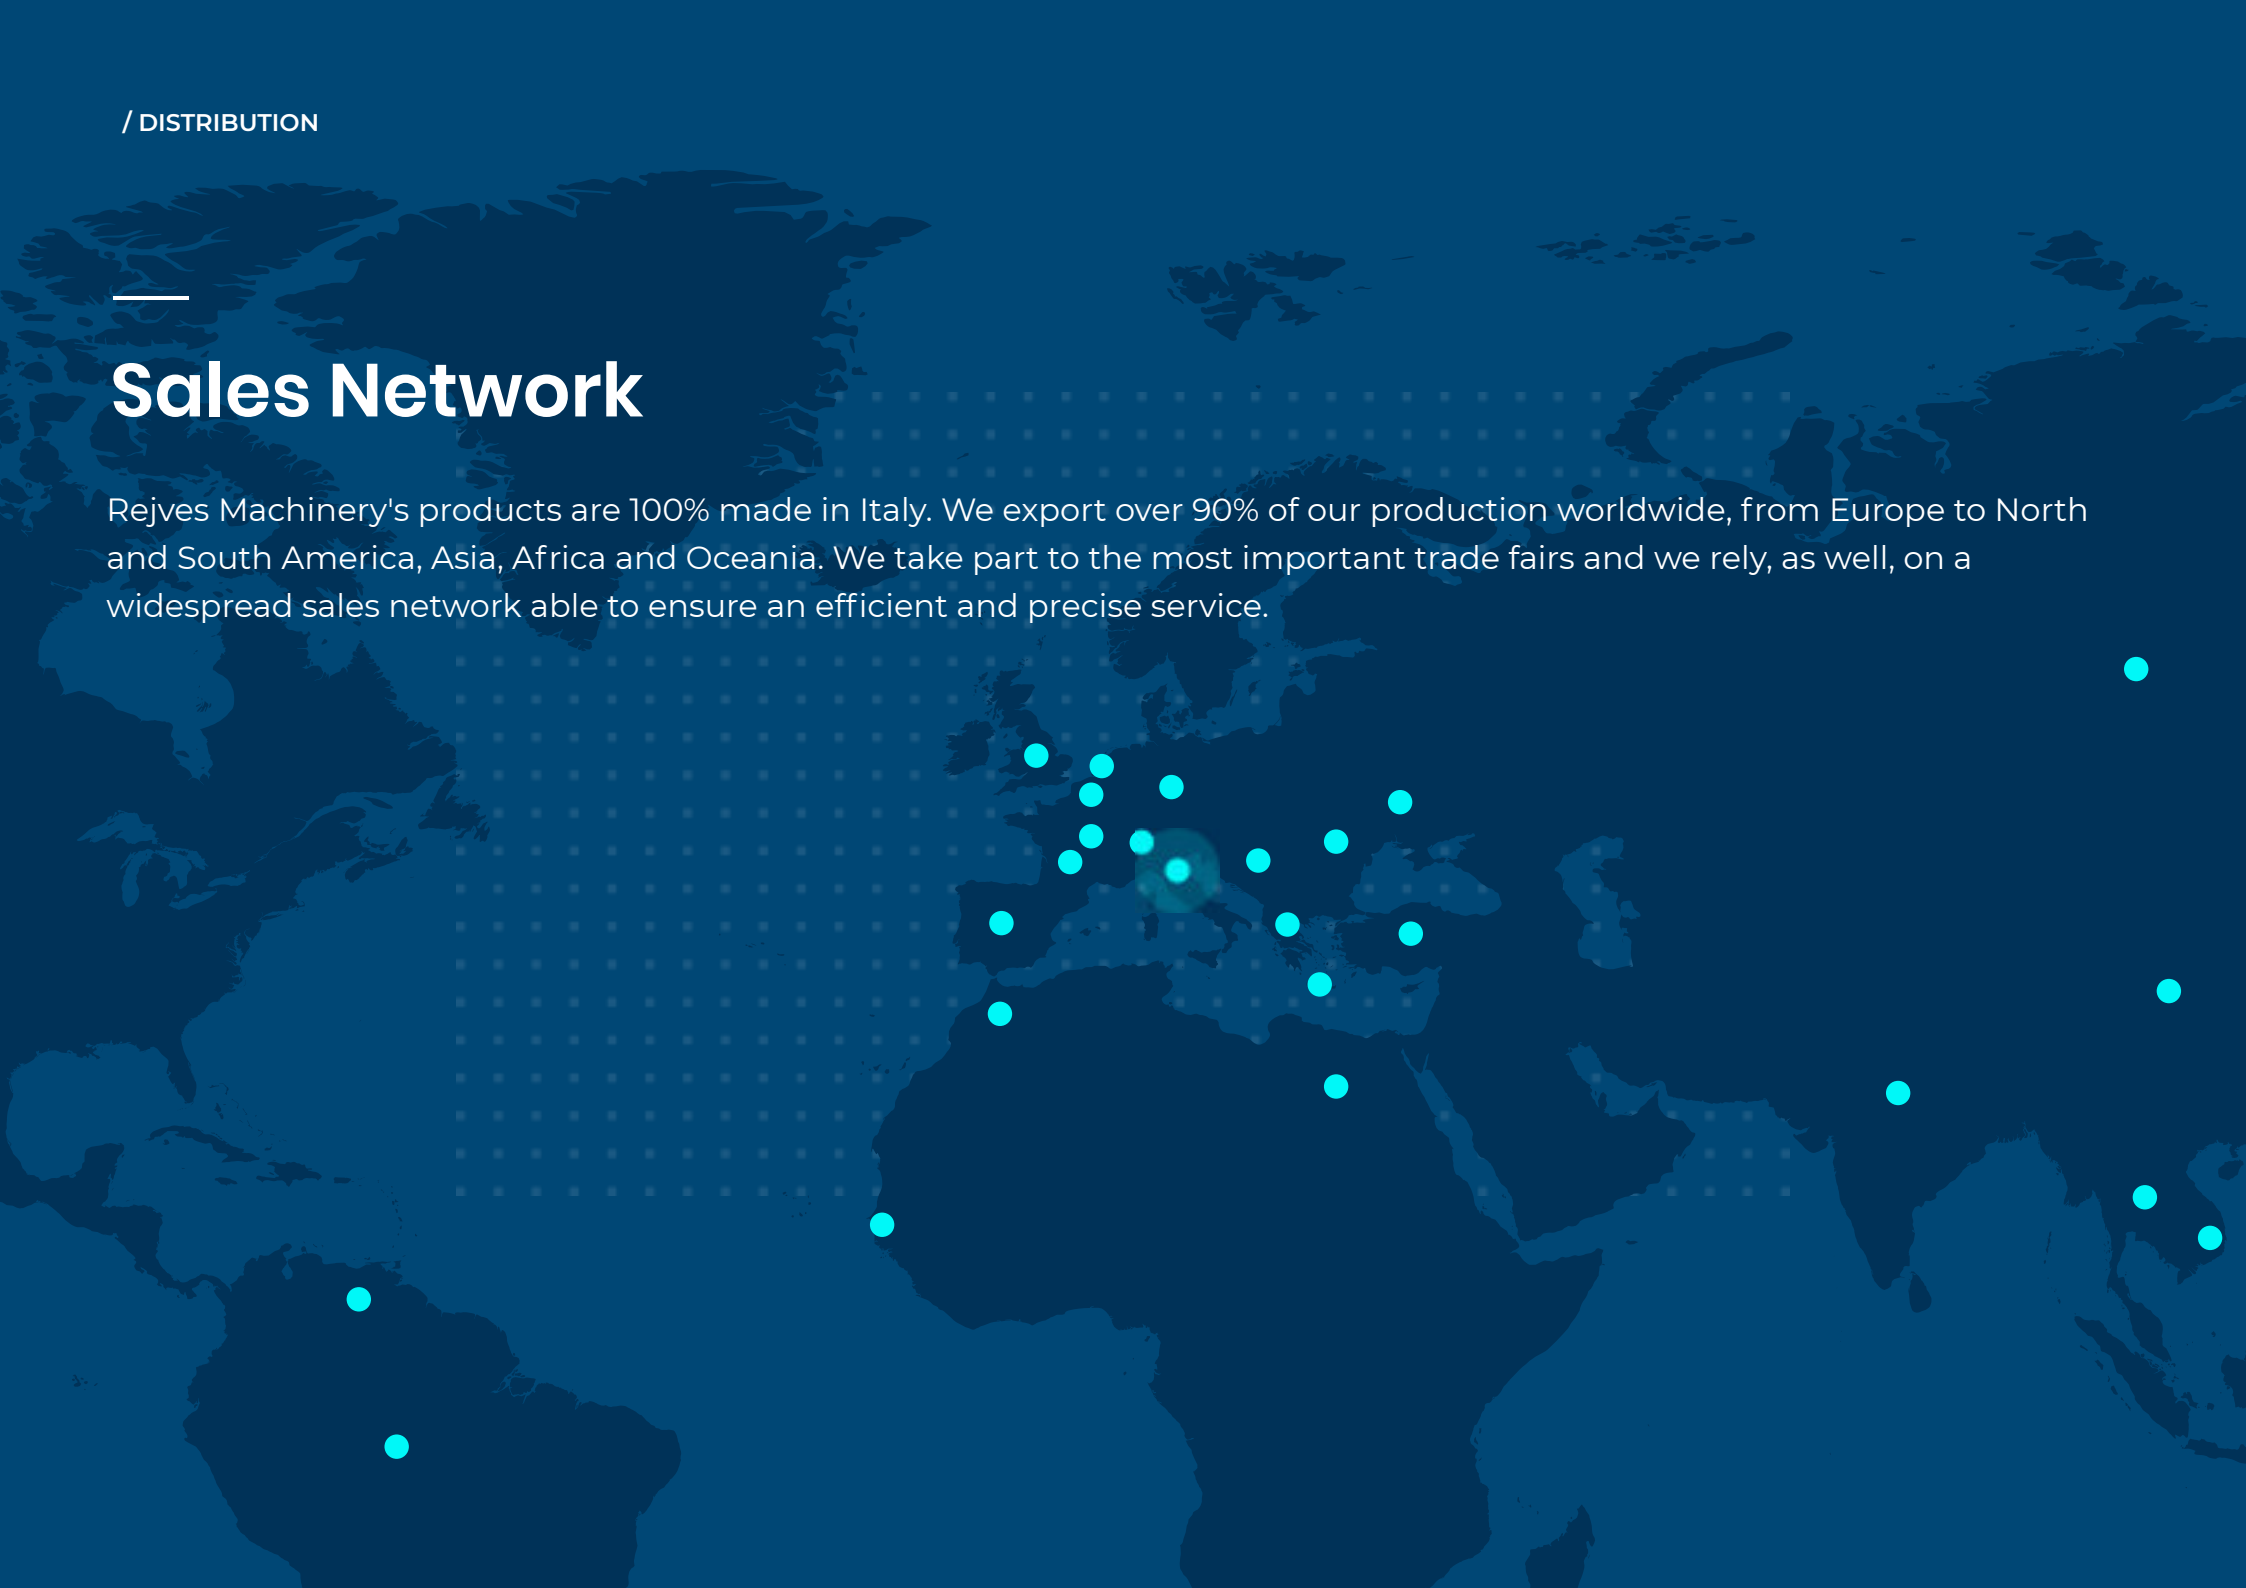 / DISTRIBUTION
Sales Network
Rejves Machinery's products are 100% made in Italy. We export over 90% of our production worldwide, from Europe to North
and South America, Asia, Africa and Oceania. We take part to the most important trade fairs and we rely, as well, on a
widespread sales network able to ensure an efficient and precise service.